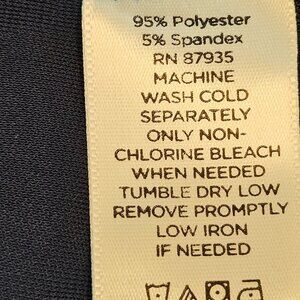 95% Polyester
5% Spandex
RN 87935
MACHINE
WASH COLD
SEPARATELY
ONLY NON-
CHLORINE BLEACH
WHEN NEEDED
TUMBLE DRY LOW
REMOVE PROMPTLY
LOW IRON
IF NEEDED